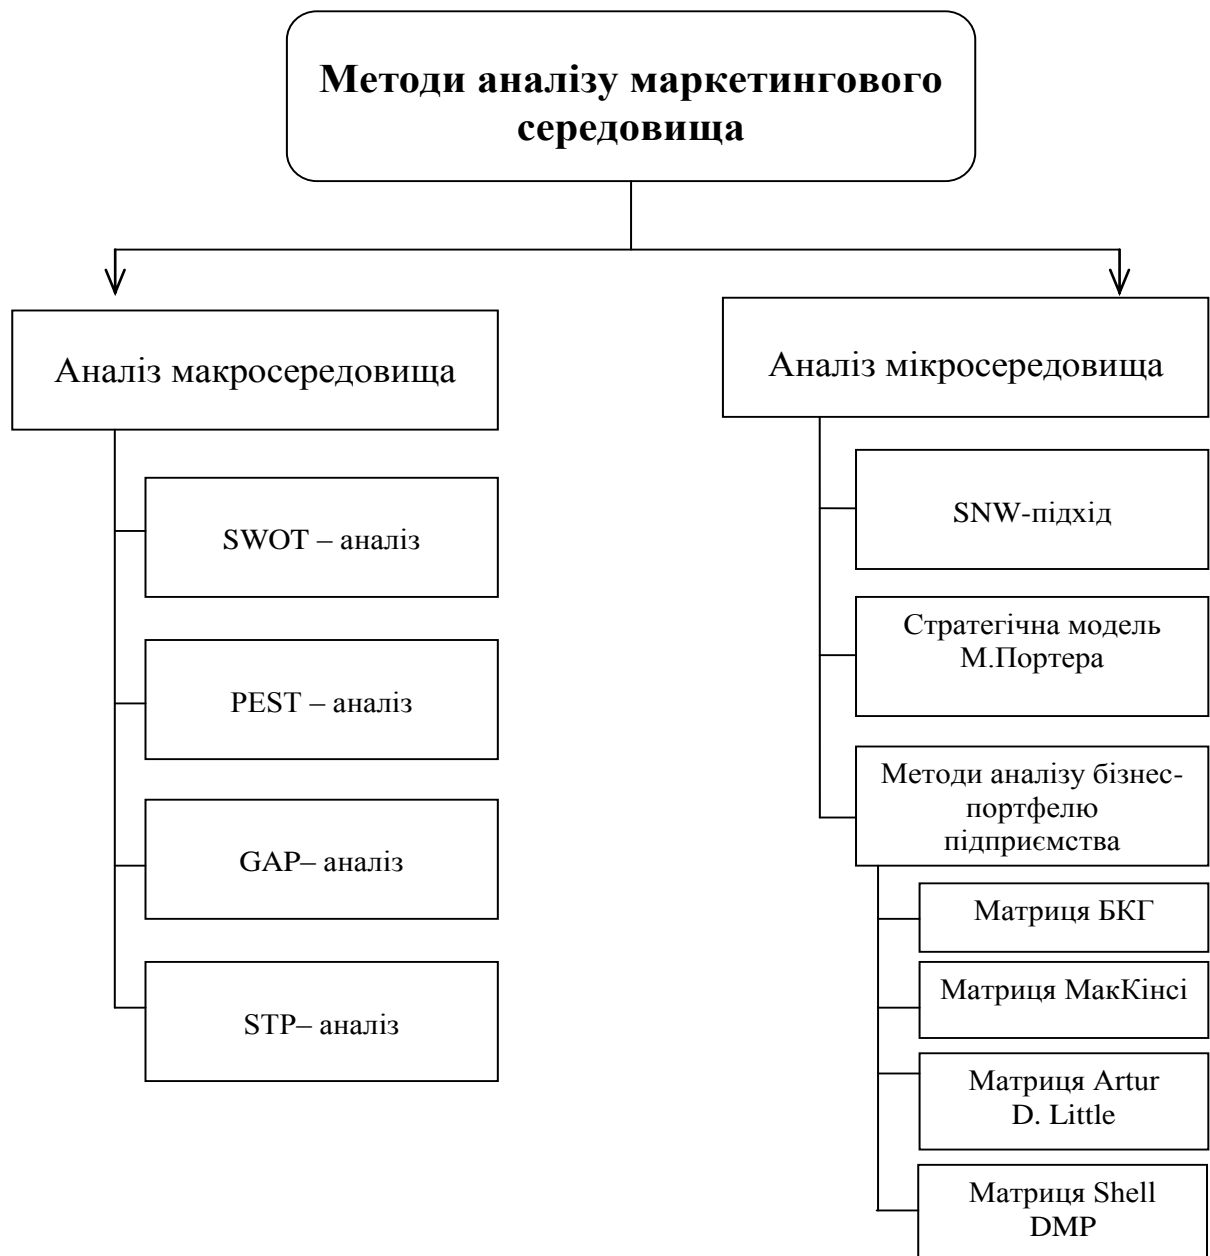 Методи аналізу маркетингового
середовища
Аналіз макросередовища
SWOT – аналіз
PEST – аналіз
GAP– аналіз
STP– аналіз
Аналіз мікросередовища
SNW-підхід
Стратегічна модель
М.Портера
Методи аналізу бізнес-
портфелю
підприємства
Матриця БКГ
Матриця МакКінсі
Матриця Artur
D. Little
Матриця Shell
DMP